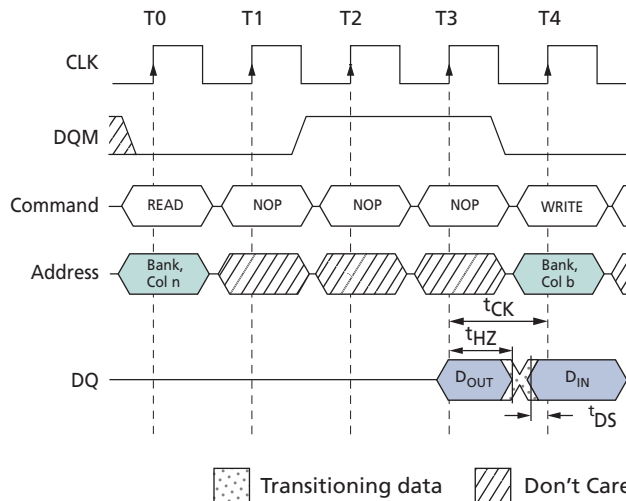 T0 T1 T2 T3 T4
CLK
DQM
Command READ NOP NOP NOP WRITE
Address Bank, Col n Bank, Col b
tCK
tHZ
DQ DOUT DIN
tDS
Transitioning data Don't Care